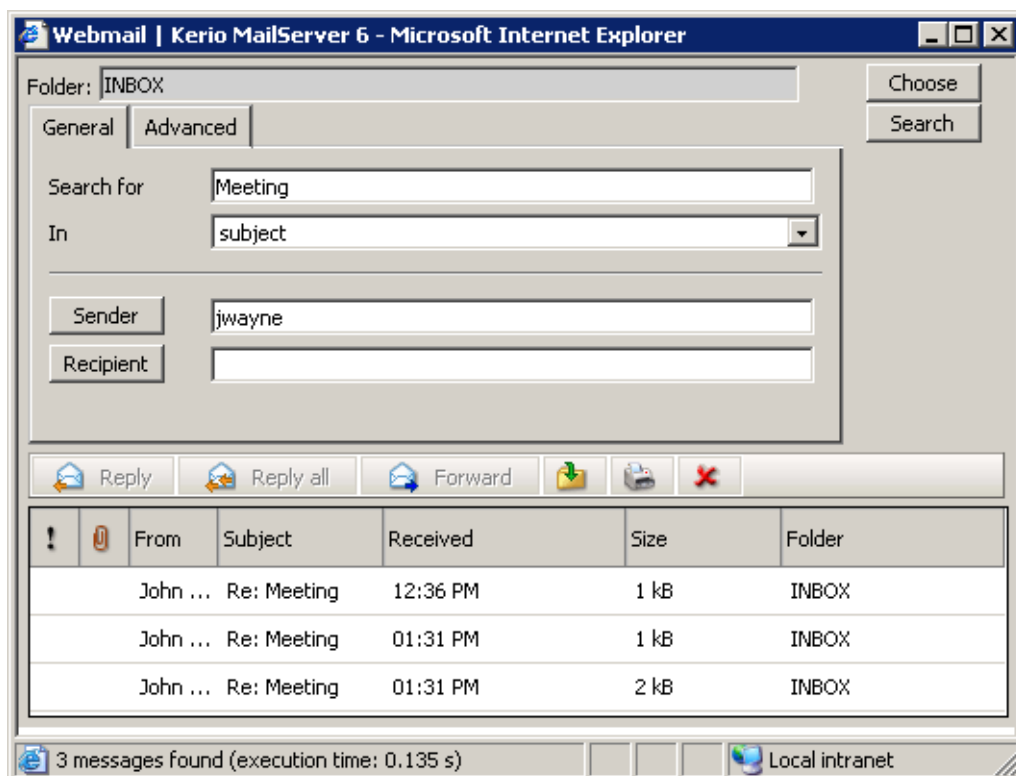 Webmail | Kerio MailServer 6 - Microsoft Internet Explorer
Folder: INBOX Choose
General Advanced Search
Search for Meeting
In subject
Sender jwayne
Recipient
Reply Reply all Forward
! From Subject Received Size Folder
John ... Re: Meeting 12:36 PM 1 kB INBOX
John ... Re: Meeting 01:31 PM 1 kB INBOX
John ... Re: Meeting 01:31 PM 2 kB INBOX
3 messages found (execution time: 0.135 s) Local intranet